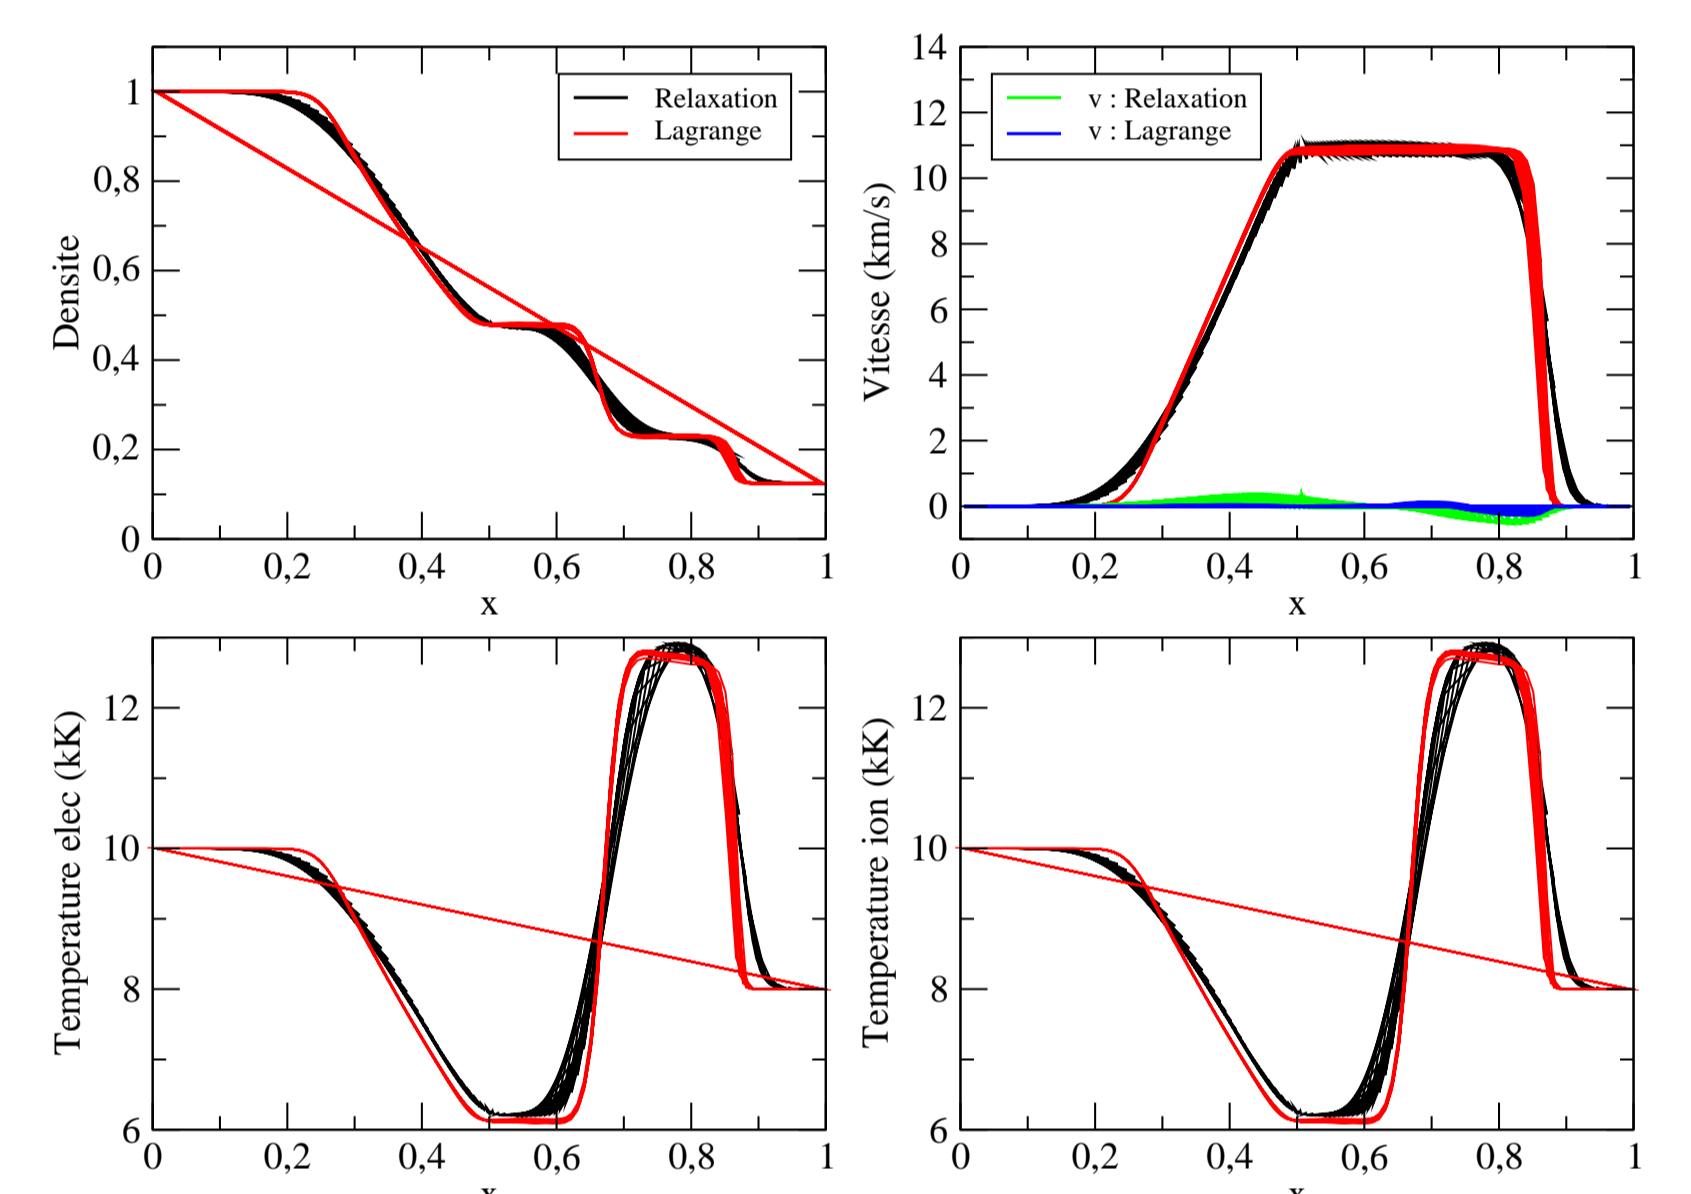 1
0,8
0,6
0,4
0,2
0
Densite
Relaxation
Lagrange
0 0,2 0,4 0,6 0,8 1
x
14
12
10
8
6
4
2
0
Vitesse (km/s)
v : Relaxation
v : Lagrange
0 0,2 0,4 0,6 0,8 1
x
12
10
8
6
Temperature elec (kK)
0 0,2 0,4 0,6 0,8 1
x
12
10
8
6
Temperature ion (kK)
0 0,2 0,4 0,6 0,8 1
x